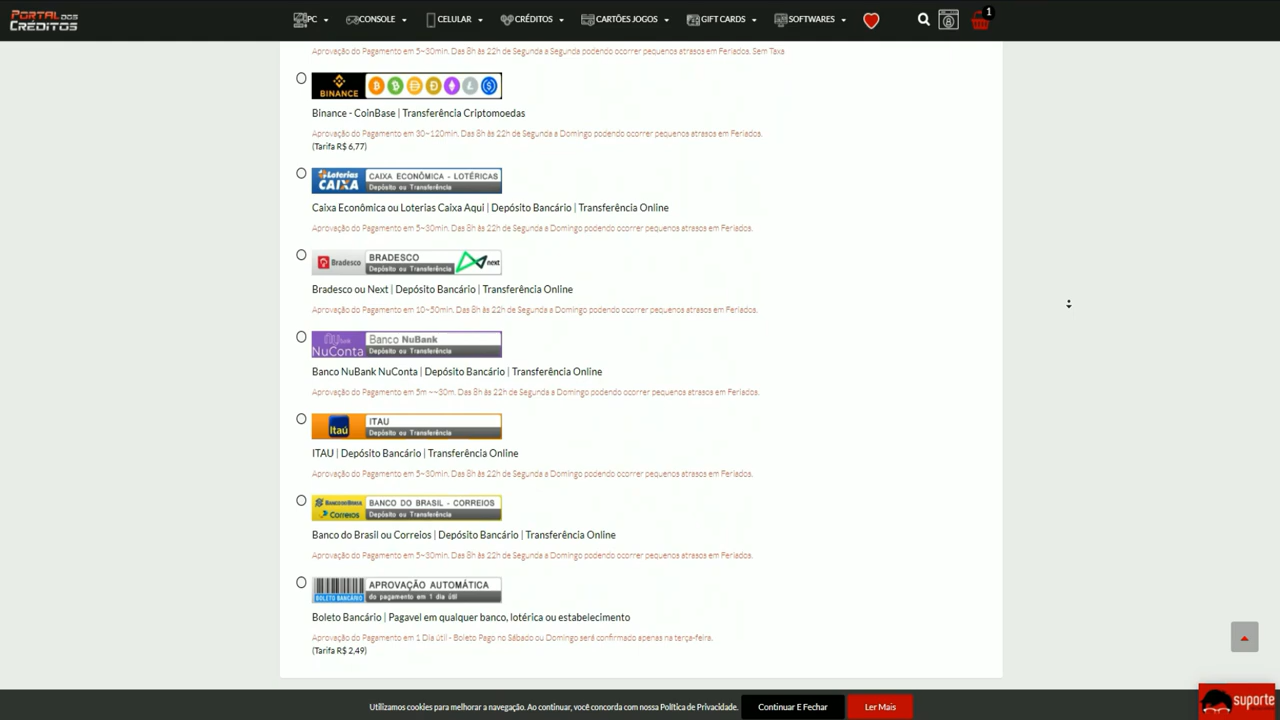 PORTAL DOS CRÉDITOS
PC
CONSOLE
CELULAR
CRÉDITOS
CARTÕES JOGOS
GIFT CARDS
SOFTWARES
1
Aprovação do Pagamento em 5~30min. Das 8h às 22h de Segunda a Segunda podendo ocorrer pequenos atrasos em Feriados. Sem Taxa
BINANCE
Binance - CoinBase | Transferência Criptomoedas
Aprovação do Pagamento em 30~120min. Das 8h às 22h de Segunda a Domingo podendo ocorrer pequenos atrasos em Feriados.
(Tarifa R$ 6,77)
Loterias CAIXA
CAIXA ECONÔMICA - LOTÉRICAS
Depósito ou Transferência
Caixa Econômica ou Loterias Caixa Aqui | Depósito Bancário | Transferência Online
Aprovação do Pagamento em 5~30min. Das 8h às 22h de Segunda a Domingo podendo ocorrer pequenos atrasos em Feriados.
Bradesco
BRADESCO
Depósito ou Transferência
next
Bradesco ou Next | Depósito Bancário | Transferência Online
Aprovação do Pagamento em 10~50min. Das 8h às 22h de Segunda a Domingo podendo ocorrer pequenos atrasos em Feriados.
NuConta
Banco NuBank
Depósito ou Transferência
Banco NuBank NuConta | Depósito Bancário | Transferência Online
Aprovação do Pagamento em 5m ~~30m. Das 8h às 22h de Segunda a Domingo podendo ocorrer pequenos atrasos em Feriados.
Itaú
ITAU
Depósito ou Transferência
ITAU | Depósito Bancário | Transferência Online
Aprovação do Pagamento em 5~30min. Das 8h às 22h de Segunda a Domingo podendo ocorrer pequenos atrasos em Feriados.
BANCO DO BRASIL
Correios
BANCO DO BRASIL - CORREIOS
Depósito ou Transferência
Banco do Brasil ou Correios | Depósito Bancário | Transferência Online
Aprovação do Pagamento em 5~30min. Das 8h às 22h de Segunda a Domingo podendo ocorrer pequenos atrasos em Feriados.
BOLETO BANCÁRIO
APROVAÇÃO AUTOMÁTICA
do pagamento em 1 dia útil
Boleto Bancário | Pagavel em qualquer banco, lotérica ou estabelecimento
Aprovação do Pagamento em 1 Dia útil - Boleto Pago no Sábado ou Domingo será confirmado apenas na terça-feira.
(Tarifa R$ 2,49)
Utilizamos cookies para melhorar a navegação. Ao continuar, você concorda com nossa Política de Privacidade.
Continuar E Fechar
Ler Mais
suporte